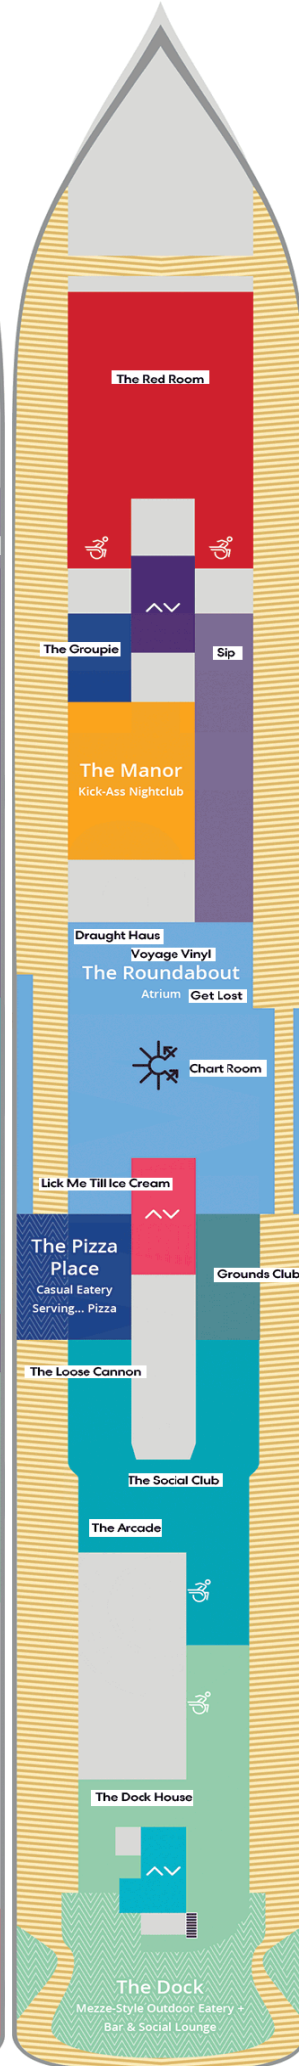 The Red Room
The Groupie
Sip
The Manor
Kick-Ass Nightclub
Draught Haus
Voyage Vinyl
The Roundabout
Atrium
Get Lost
Chart Room
Lick Me Till Ice Cream
The Pizza
Place
Casual Eatery
Serving... Pizza
Grounds Club
The Loose Cannon
The Social Club
The Arcade
The Dock House
The Dock
Mezze-Style Outdoor Eatery +
Bar & Social Lounge